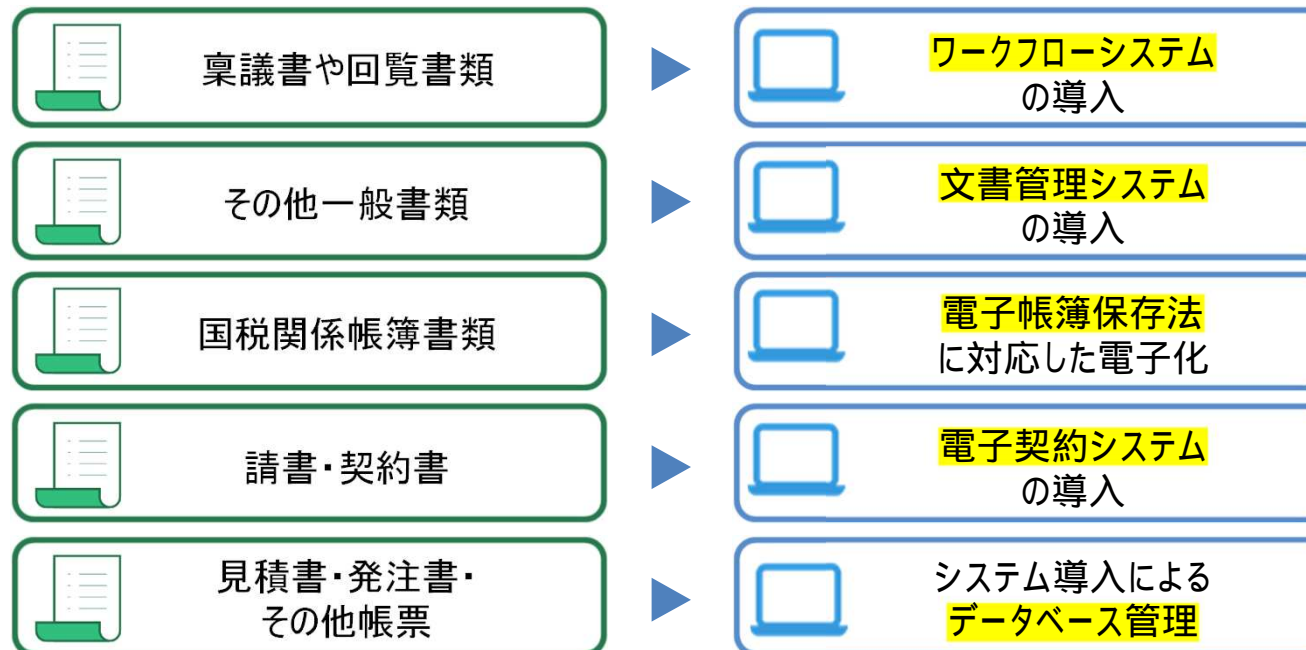 稟議書や回覧書類
ワークフローシステム
の導入
その他一般書類
文書管理システム
の導入
国税関係帳簿書類
電子帳簿保存法
に対応した電子化
請書・契約書
電子契約システム
の導入
見積書・発注書・
その他帳票
システム導入による
データベース管理